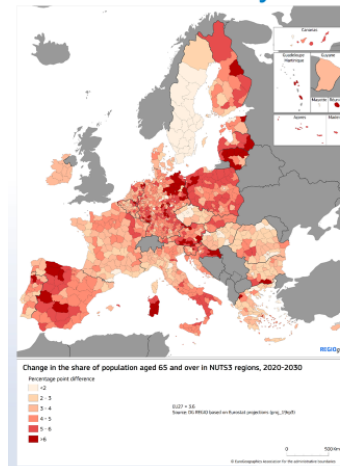 Canarias
Guadeloupe
Martinique
Guyane
Mayotte
Réunion
Açores
Madeira
REGIOgis
Change in the share of population aged 65 and over in NUTS3 regions, 2020-2030
Percentage point difference
<2
2 - 3
3 - 4
4 - 5
5 - 6
>6
EU27 = 3.8
Source: DG REGIO based on Eurostat projections (proj_19rp3)
0
500 Km
© EuroGeographics Association for the administrative boundaries